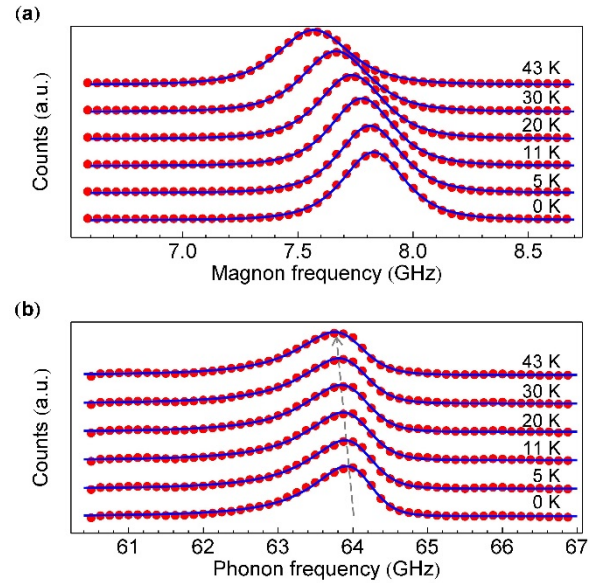 (a)
Counts (a.u.)
43 K
30 K
20 K
11 K
5 K
0 K
7.0 7.5 8.0 8.5
Magnon frequency (GHz)
(b)
Counts (a.u.)
43 K
30 K
20 K
11 K
5 K
0 K
61 62 63 64 65 66 67
Phonon frequency (GHz)